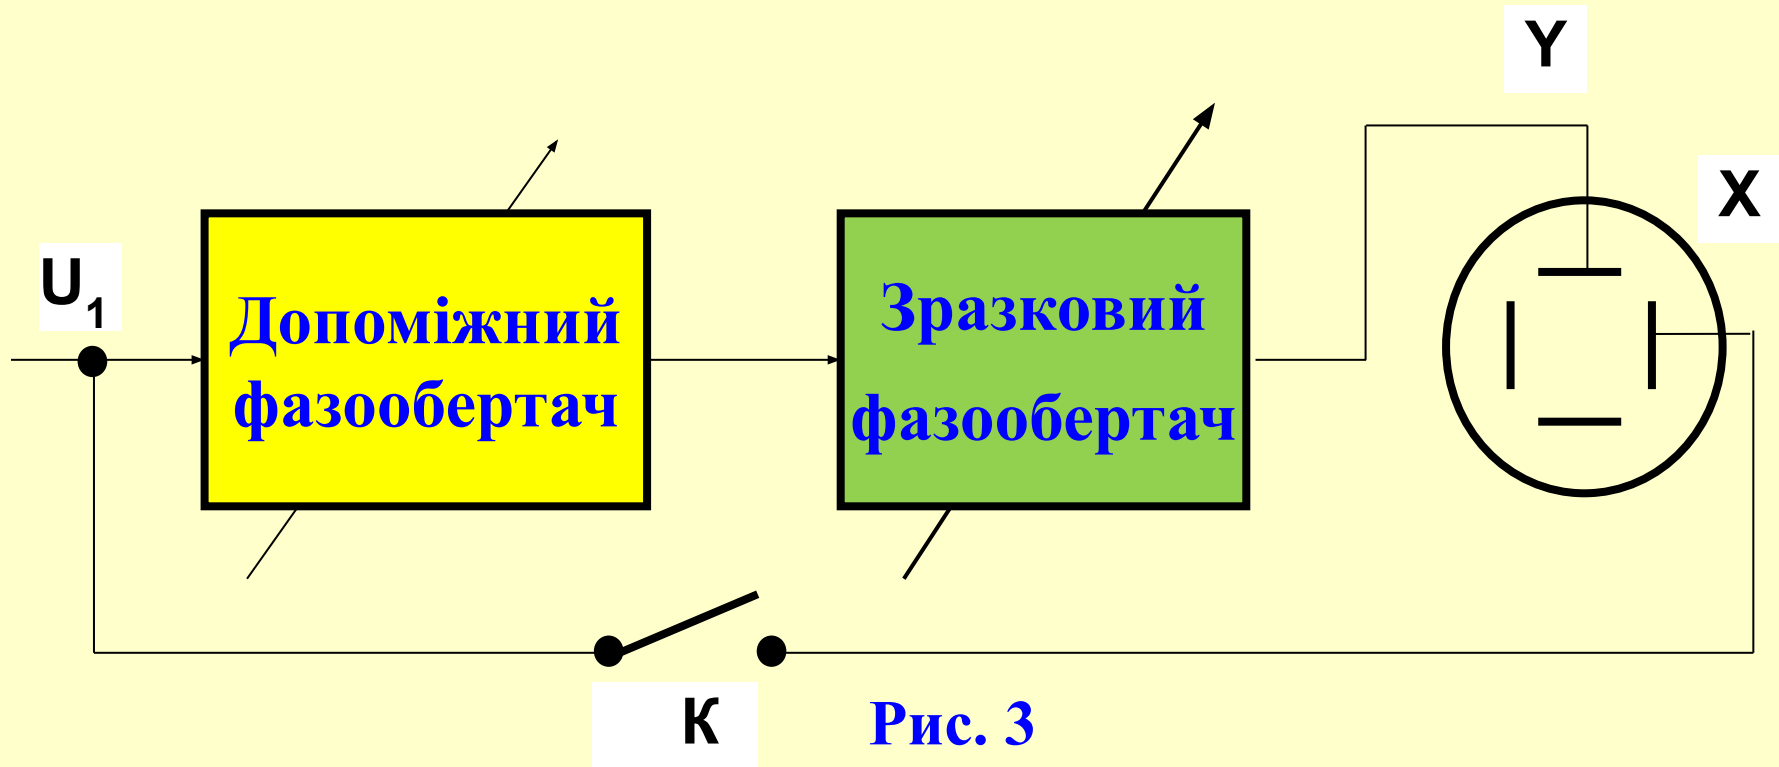 Y
X
U1
Допоміжний
фазообертач
Зразковий
фазообертач
К
Рис. 3